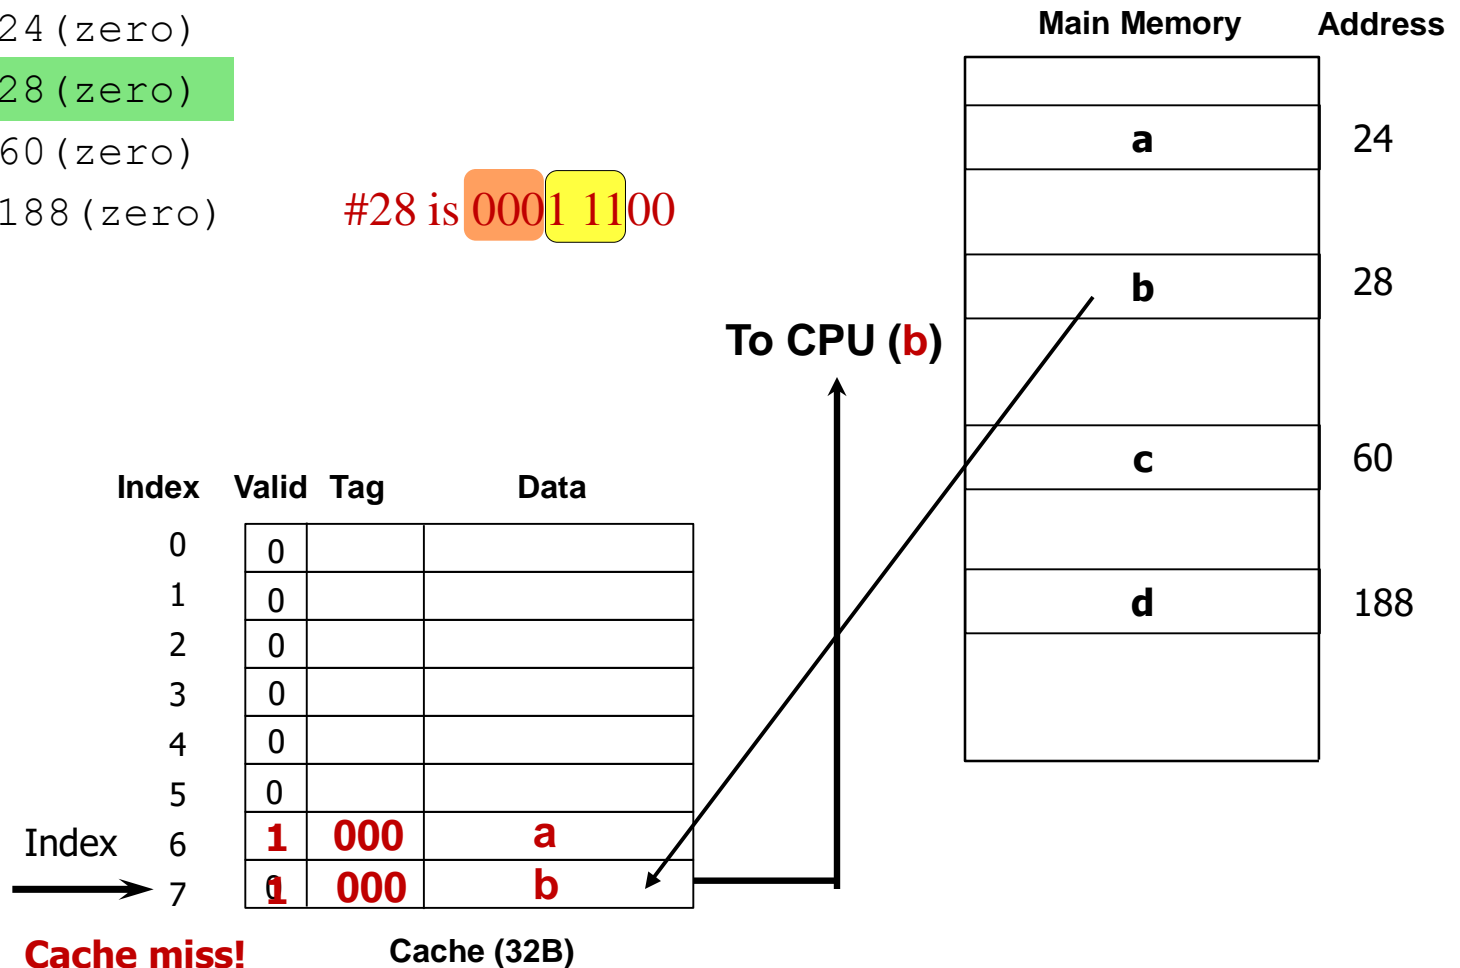 24(zero)
28(zero)
60(zero)
188(zero)
#28 is 0001 1100
Main Memory Address
a 24
b 28
c 60
d 188
To CPU (b)
Index Valid Tag Data
0 0
1 0
2 0
3 0
4 0
5 0
Index 6 1 000 a
7 0 1 000 b
Cache miss!
Cache (32B)